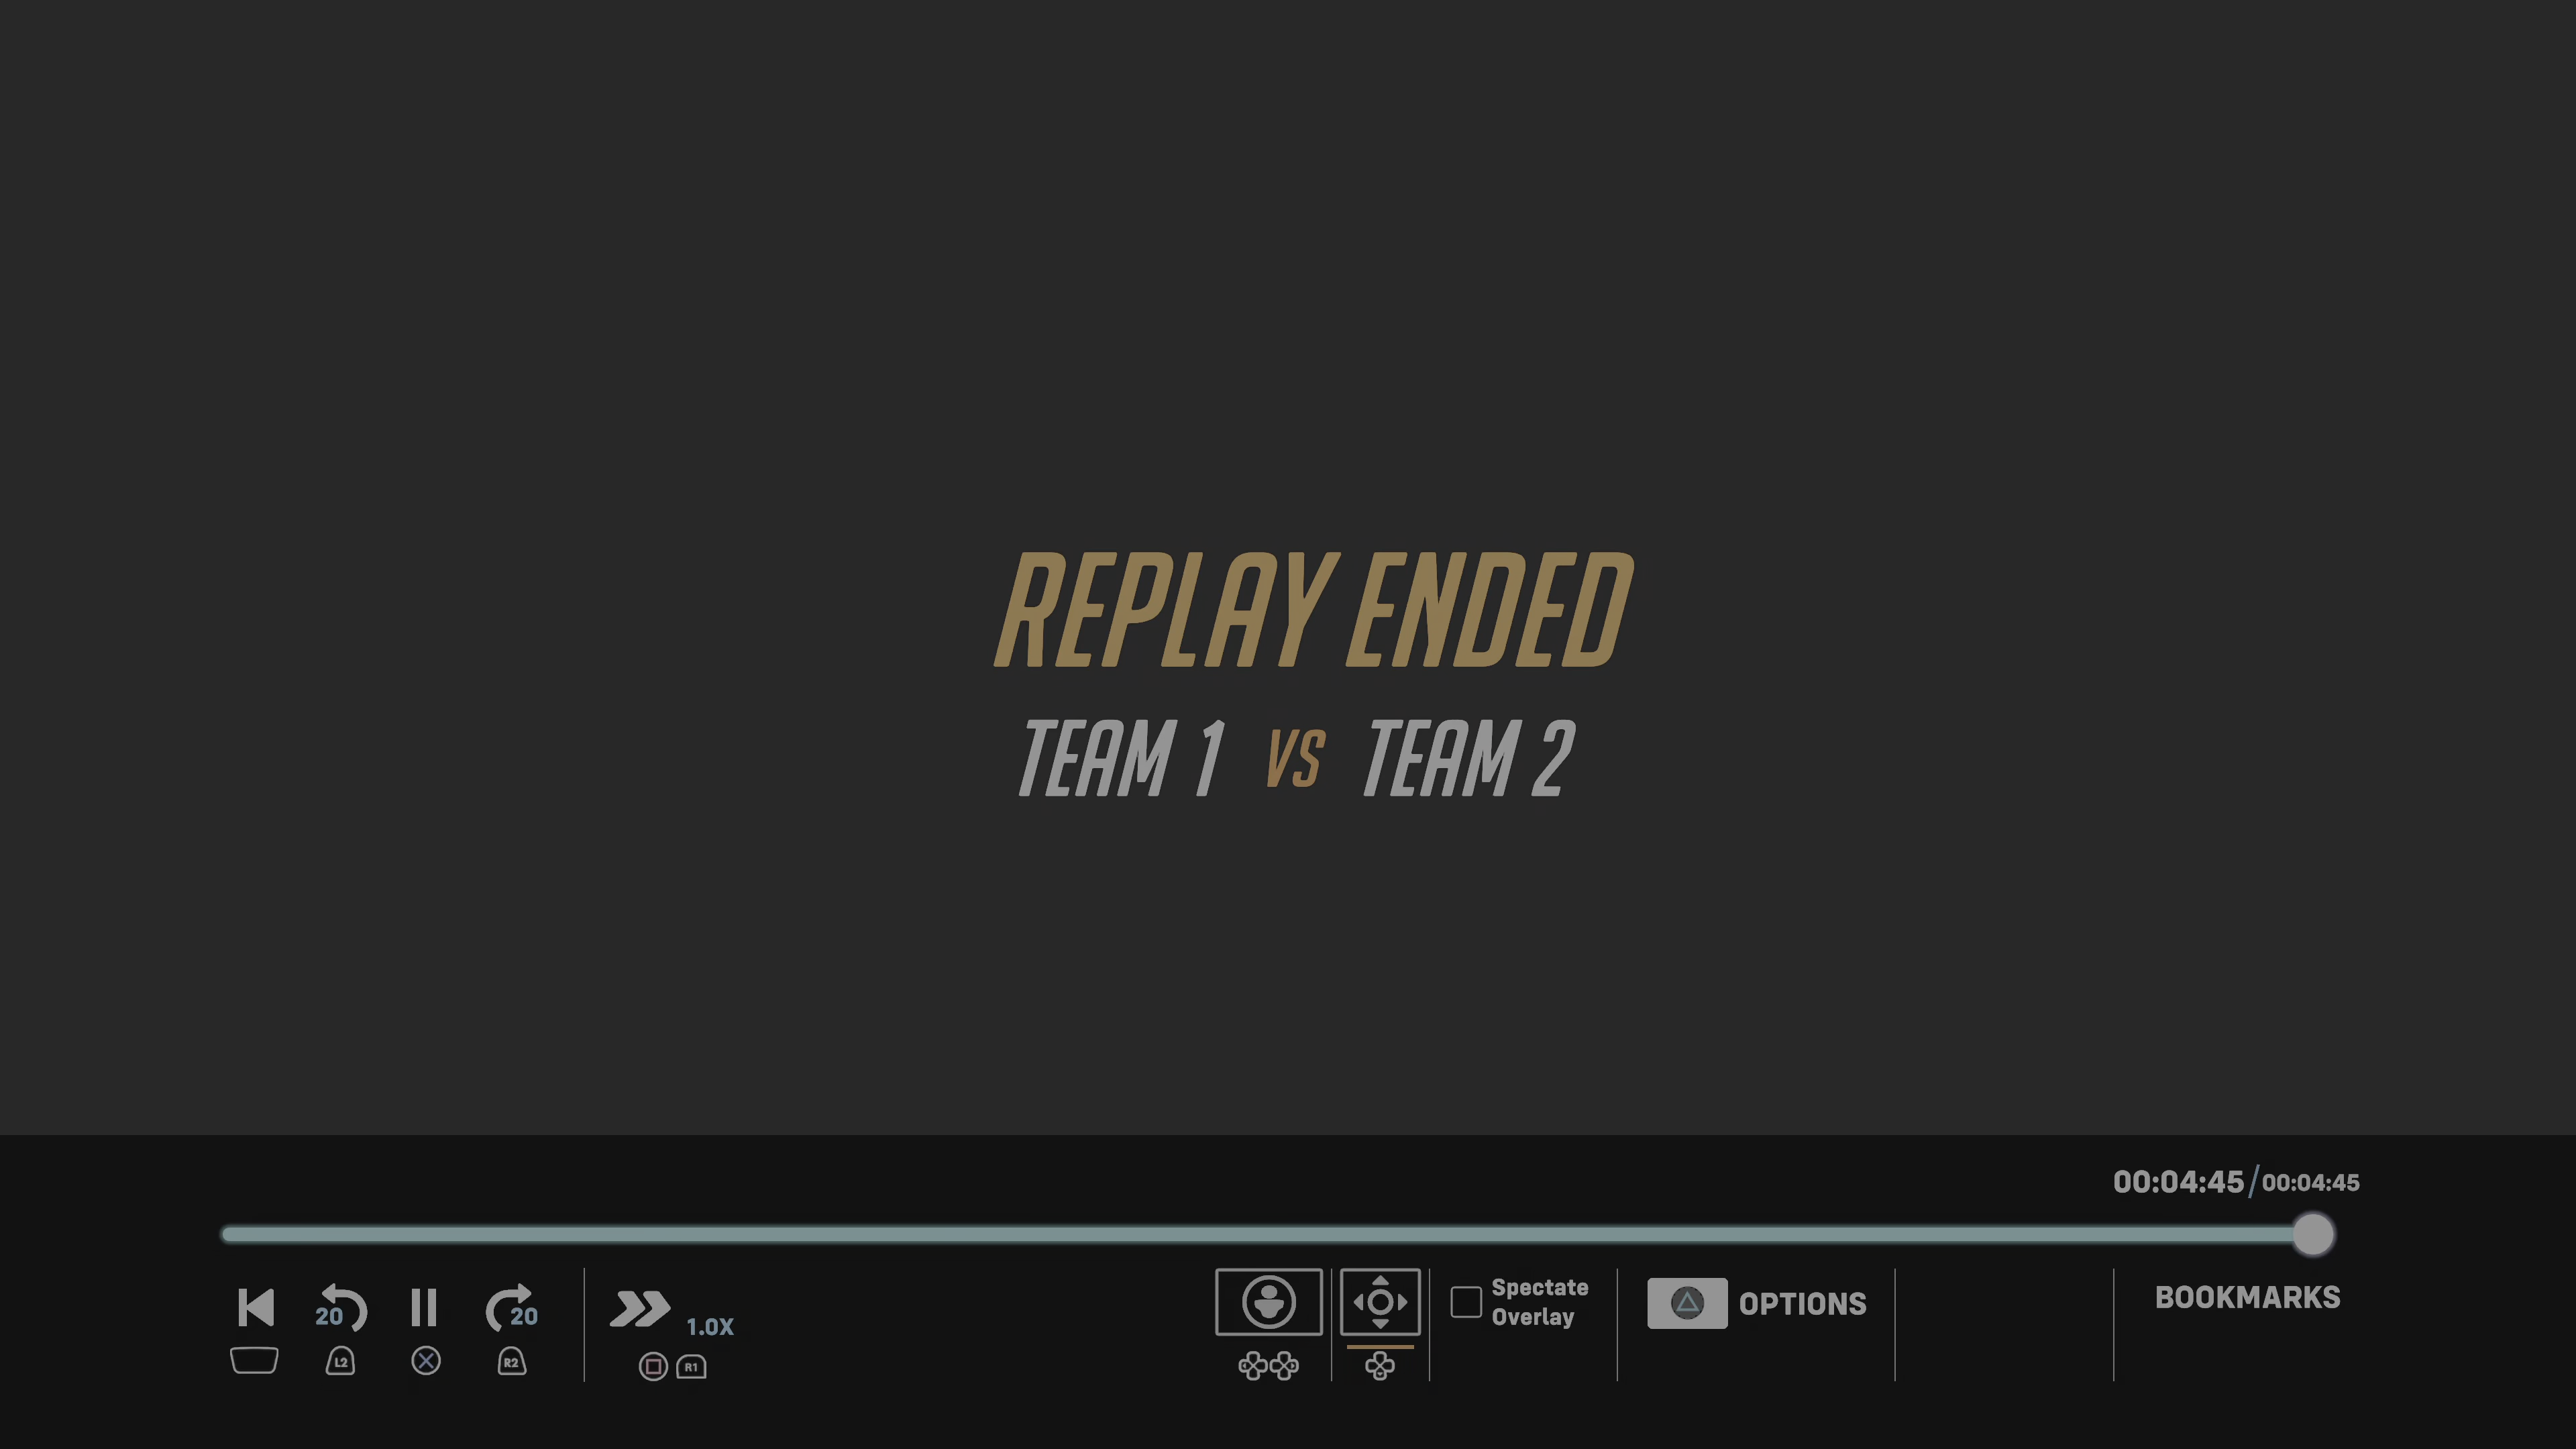 REPLAY ENDED
TEAM 1 VS TEAM 2
00:04:45/00:04:45
20 20 1.0X
L2 R2 R1
Spectate
Overlay
OPTIONS
BOOKMARKS